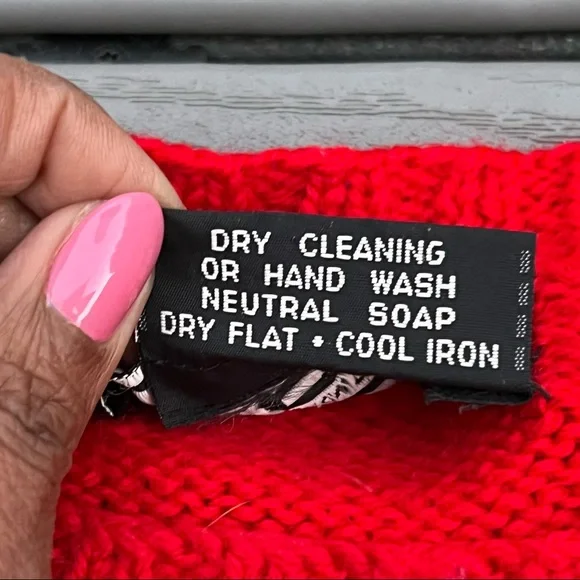 DRY CLEANING
OR HAND WASH
NEUTRAL SOAP
DRY FLAT • COOL IRON